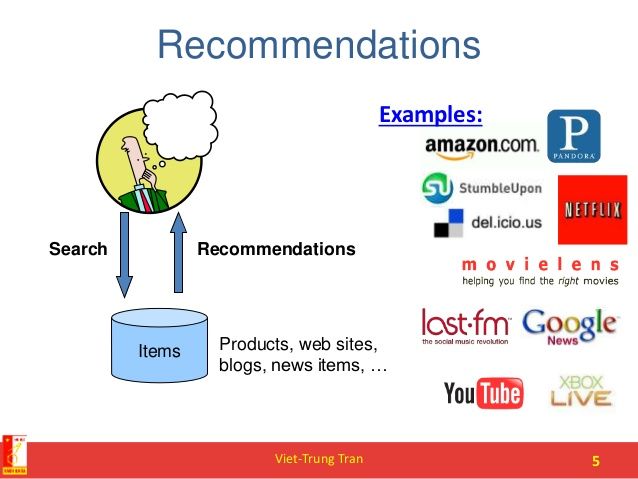 Recommendations
Examples:
amazon.com.
P
PANDORA
StumbleUpon
del.icio.us
NETFLIX
Search
Recommendations
movielens
helping you find the right movies
Items
Products, web sites,
blogs, news items, …
last.fm
the social music revolution
Google
News
YouTube
XBOX
LIVE
Viet-Trung Tran
5